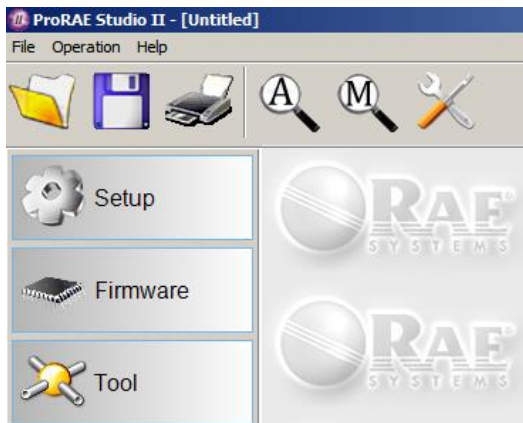 ProRAE Studio II - [Untitled]
File Operation Help
A M
Setup
RAE
SYSTEMS
Firmware
RAE
SYSTEMS
Tool